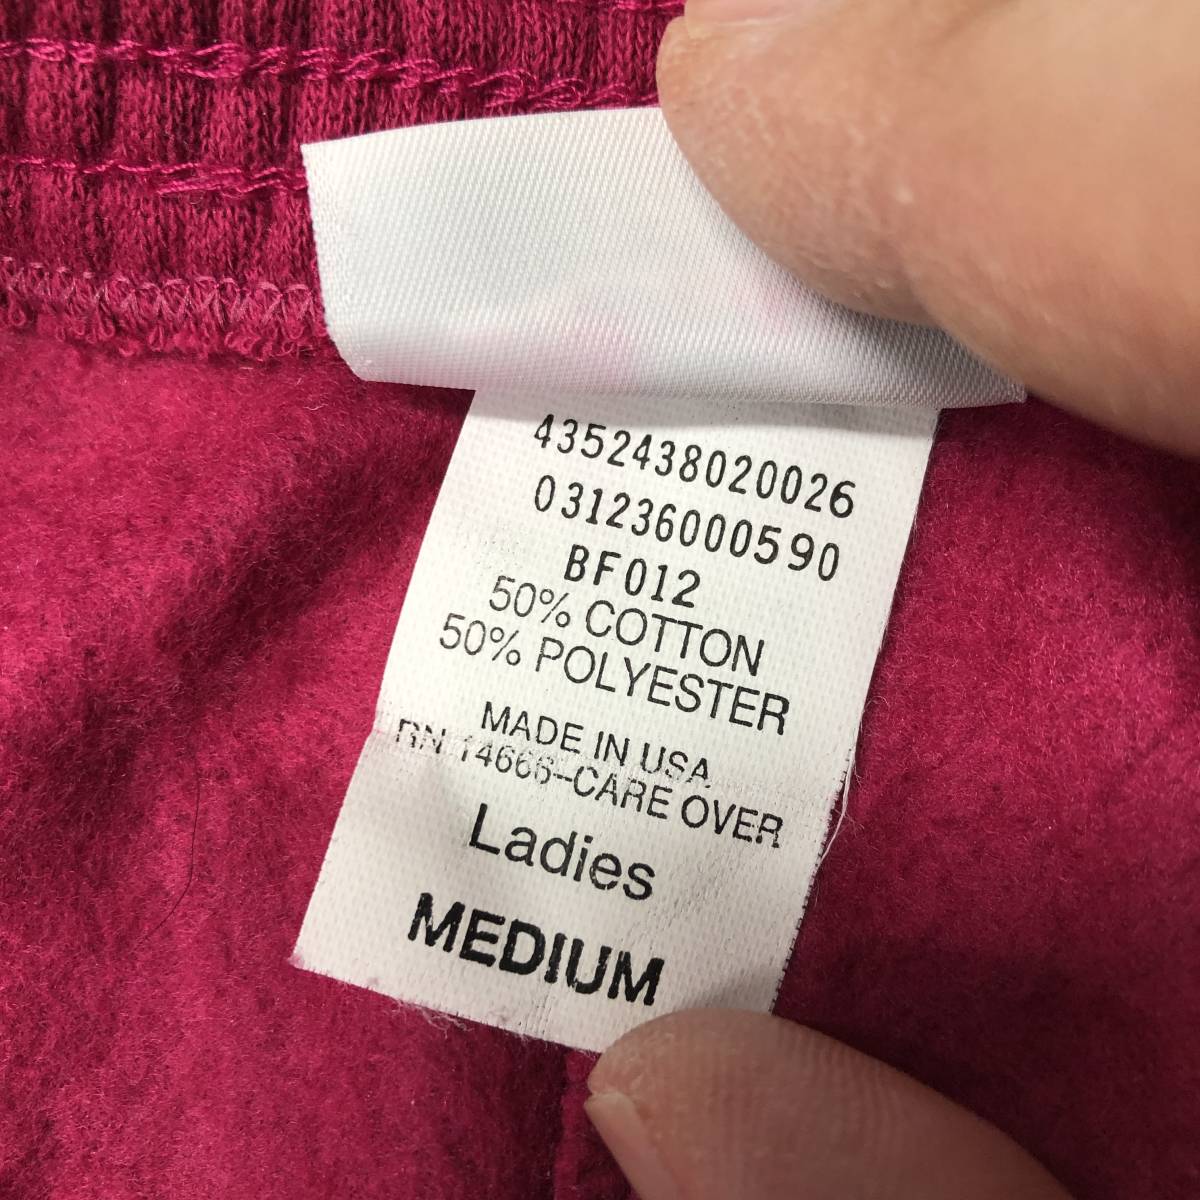 4352438020026
031236000590
BF012
50% COTTON
50% POLYESTER
MADE IN USA
RN 14666-CARE OVER
Ladies
MEDIUM